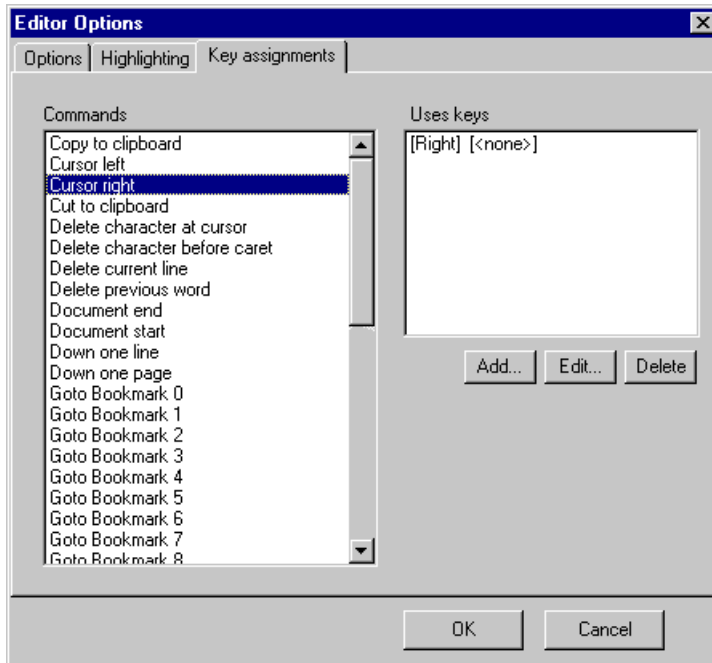 Editor Options
Options Highlighting Key assignments
Commands
Copy to clipboard
Cursor left
Cursor right
Cut to clipboard
Delete character at cursor
Delete character before caret
Delete current line
Delete previous word
Document end
Document start
Down one line
Down one page
Goto Bookmark 0
Goto Bookmark 1
Goto Bookmark 2
Goto Bookmark 3
Goto Bookmark 4
Goto Bookmark 5
Goto Bookmark 6
Goto Bookmark 7
Goto Bookmark 8
Uses keys
[Right] [<none>]
Add... Edit... Delete
OK Cancel